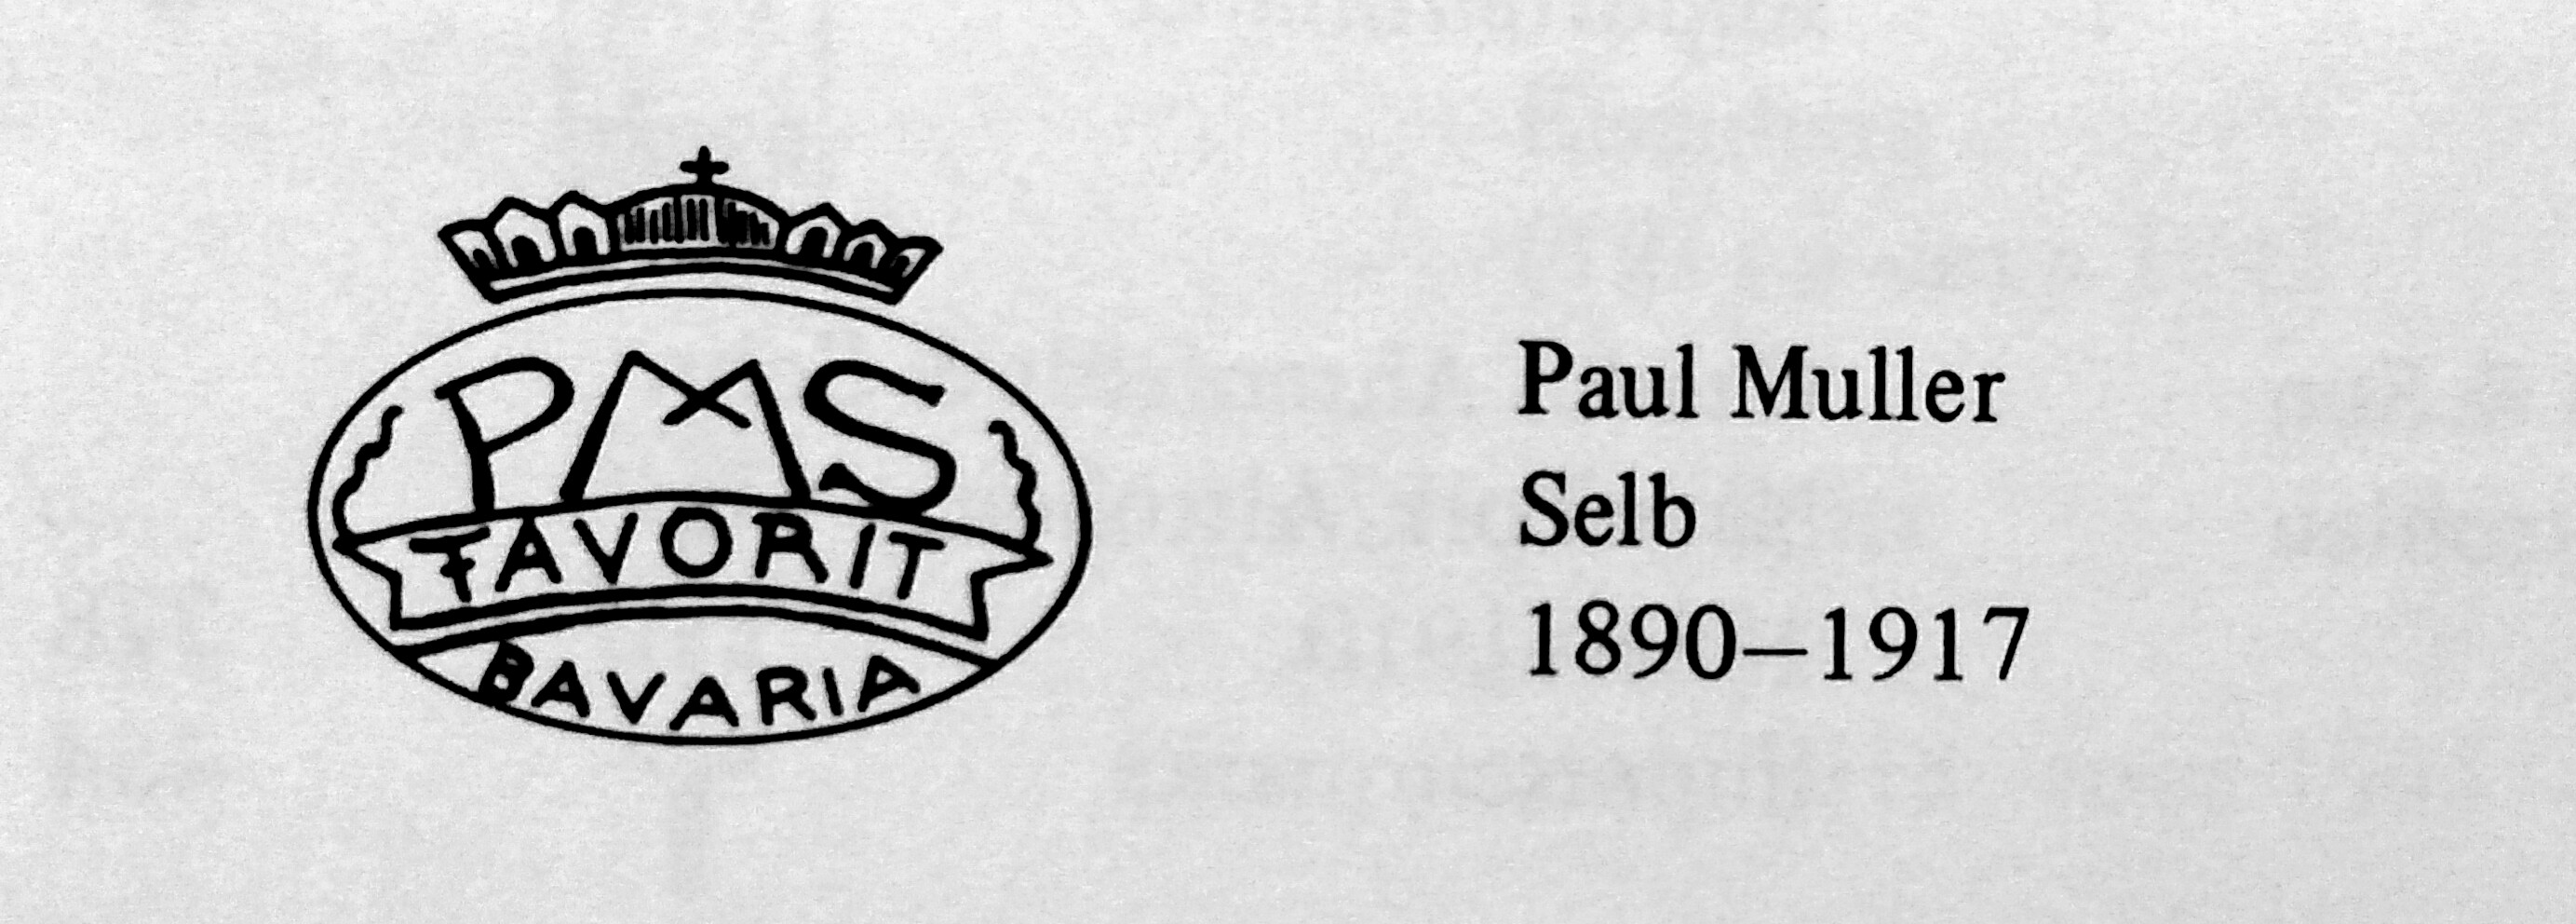 PMS
FAVORIT
BAVARIA
Paul Muller
Selb
1890–1917